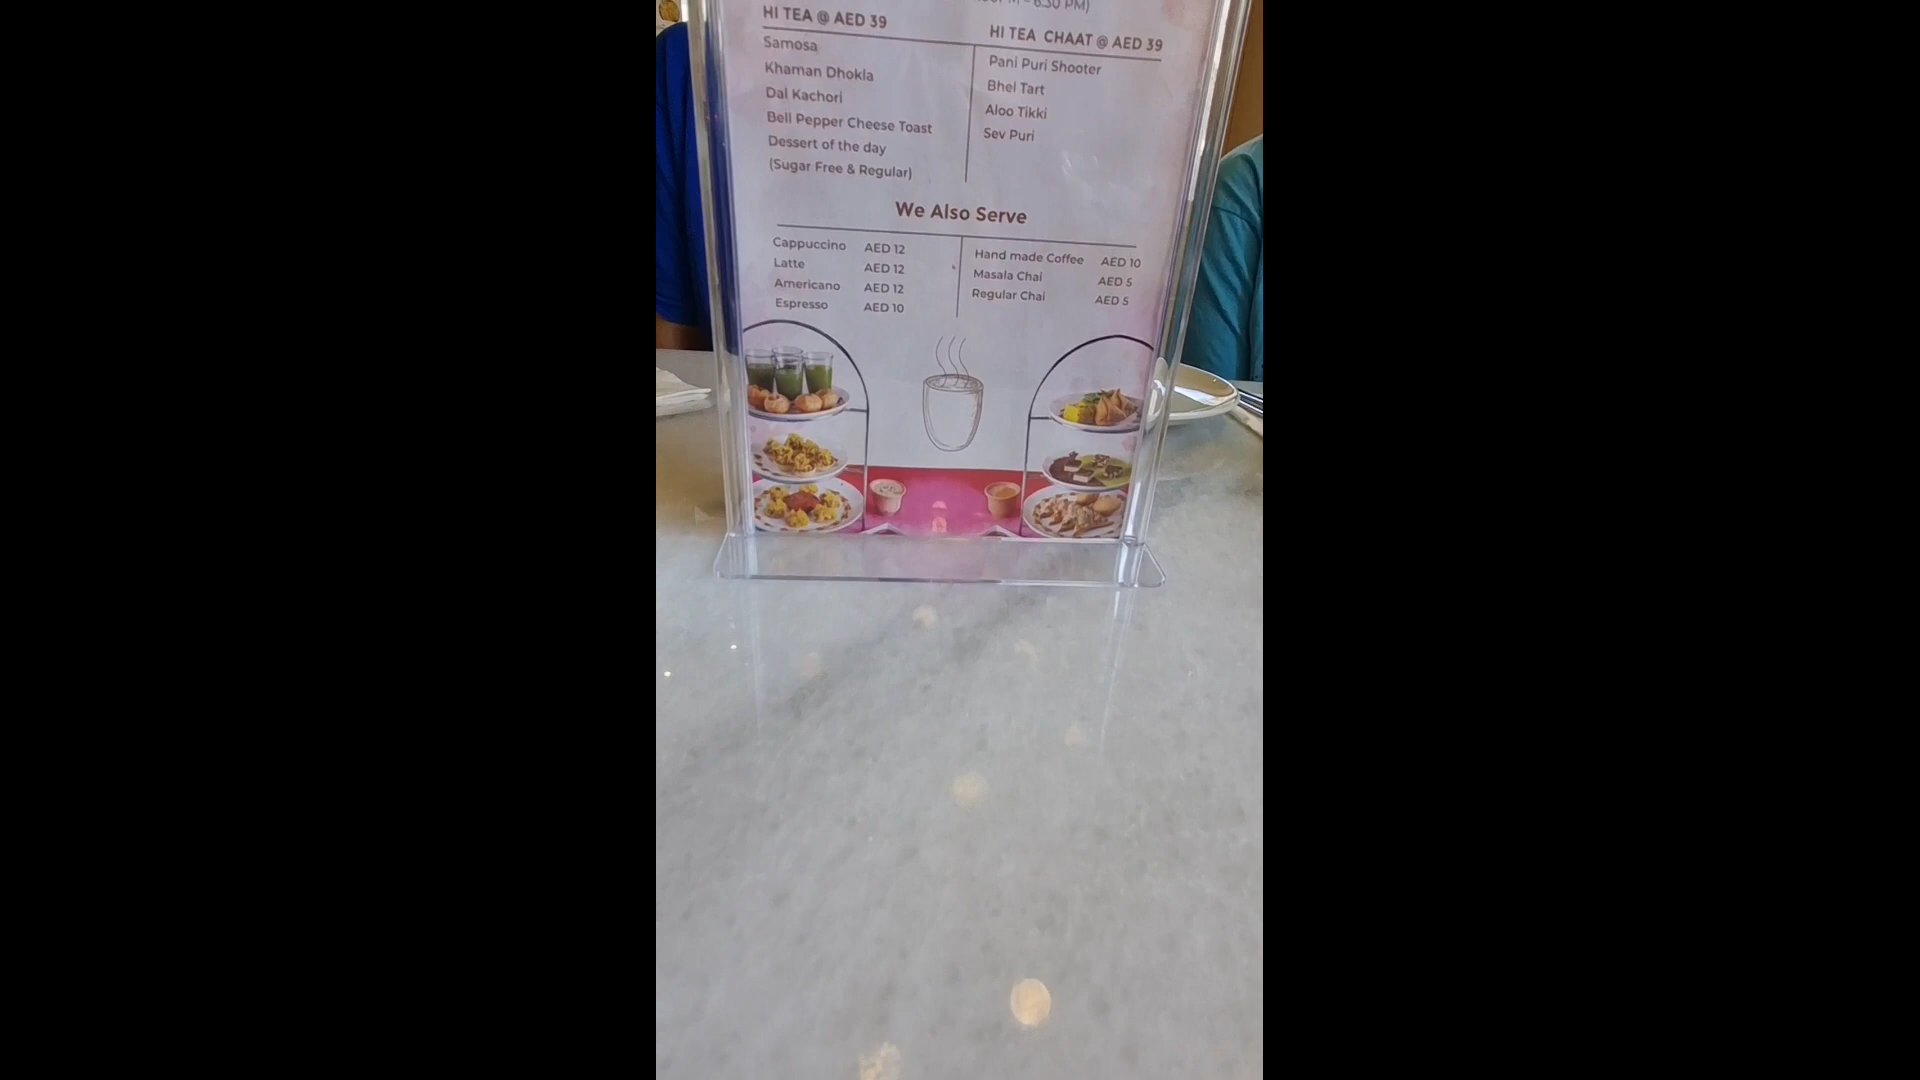 6:30 PM)
HI TEA @ AED 39
Samosa
Khaman Dhokla
Dal Kachori
Bell Pepper Cheese Toast
Dessert of the day
(Sugar Free & Regular)
HI TEA CHAAT @ AED 39
Pani Puri Shooter
Bhel Tart
Aloo Tikki
Sev Puri
We Also Serve
Cappuccino AED 12
Latte AED 12
Americano AED 12
Espresso AED 10
Hand made Coffee AED 10
Masala Chai AED 5
Regular Chai AED 5